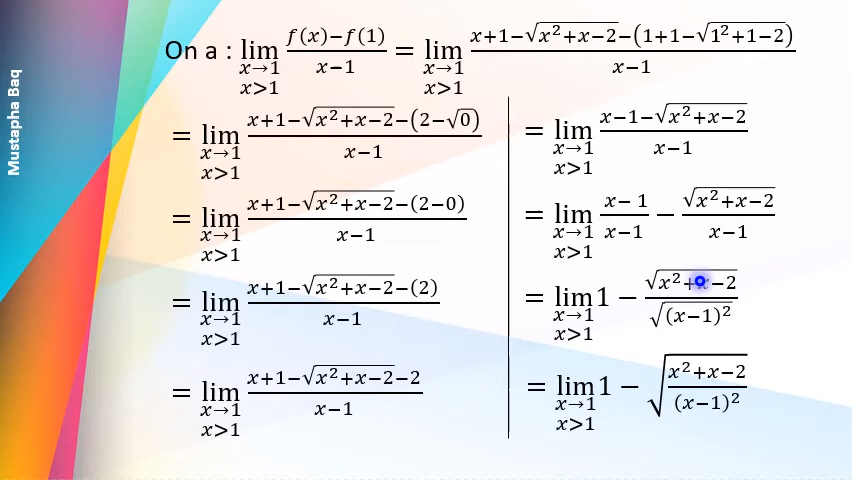 Mustapha Baq
On a : lim_{x→1, x>1} (f(x)−f(1))/(x−1) = lim_{x→1, x>1} (x+1−√(x²+x−2)−(1+1−√(1²+1−2)))/(x−1)
= lim_{x→1, x>1} (x+1−√(x²+x−2)−(2−√0))/(x−1)
= lim_{x→1, x>1} (x+1−√(x²+x−2)−(2−0))/(x−1)
= lim_{x→1, x>1} (x+1−√(x²+x−2)−(2))/(x−1)
= lim_{x→1, x>1} (x+1−√(x²+x−2)−2)/(x−1)
= lim_{x→1, x>1} (x−1−√(x²+x−2))/(x−1)
= lim_{x→1, x>1} (x−1)/(x−1) − √(x²+x−2)/(x−1)
= lim_{x→1, x>1} 1 − √(x²+x−2)/√((x−1)²)
= lim_{x→1, x>1} 1 − √((x²+x−2)/(x−1)²)